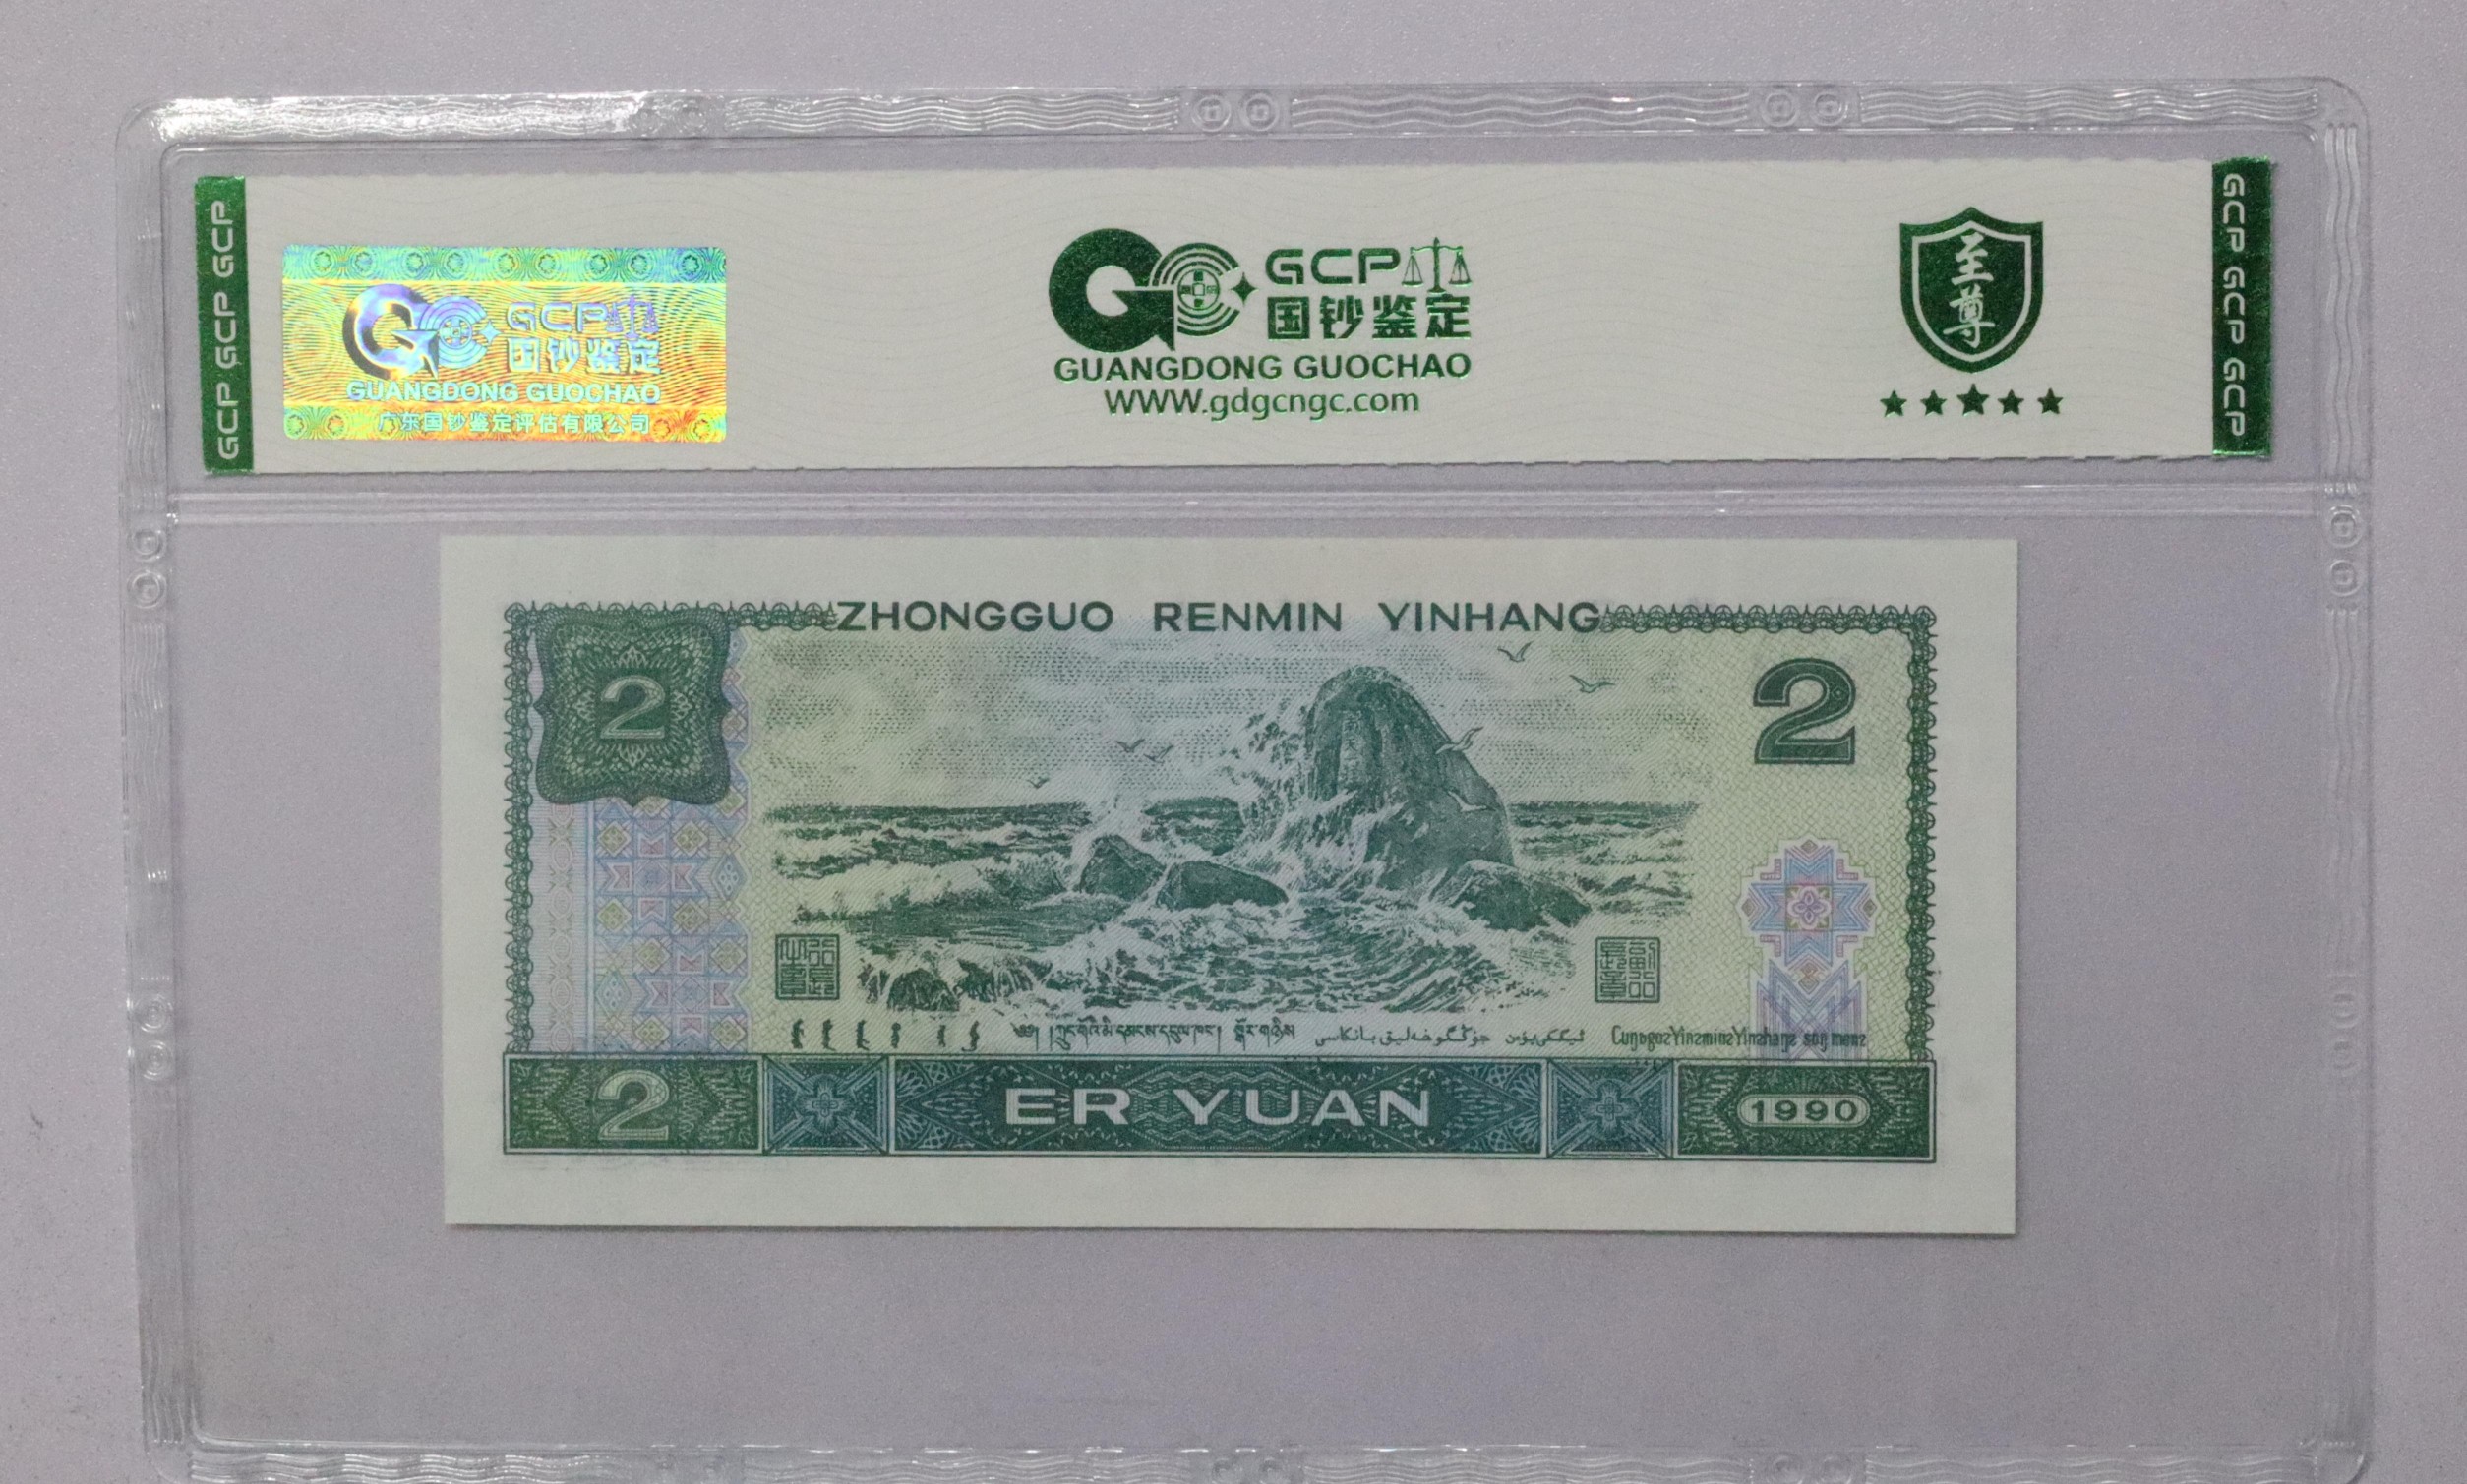 GCP GCP GCP
GCP
国钞鉴定
GUANGDONG GUOCHAO
广东国钞鉴定评估有限公司
GCP
国钞鉴定
GUANGDONG GUOCHAO
WWW.gdgcngc.com
至尊
GCP GCP GCP
ZHONGGUO RENMIN YINHANG
2
2
ERYUAN
2
1990